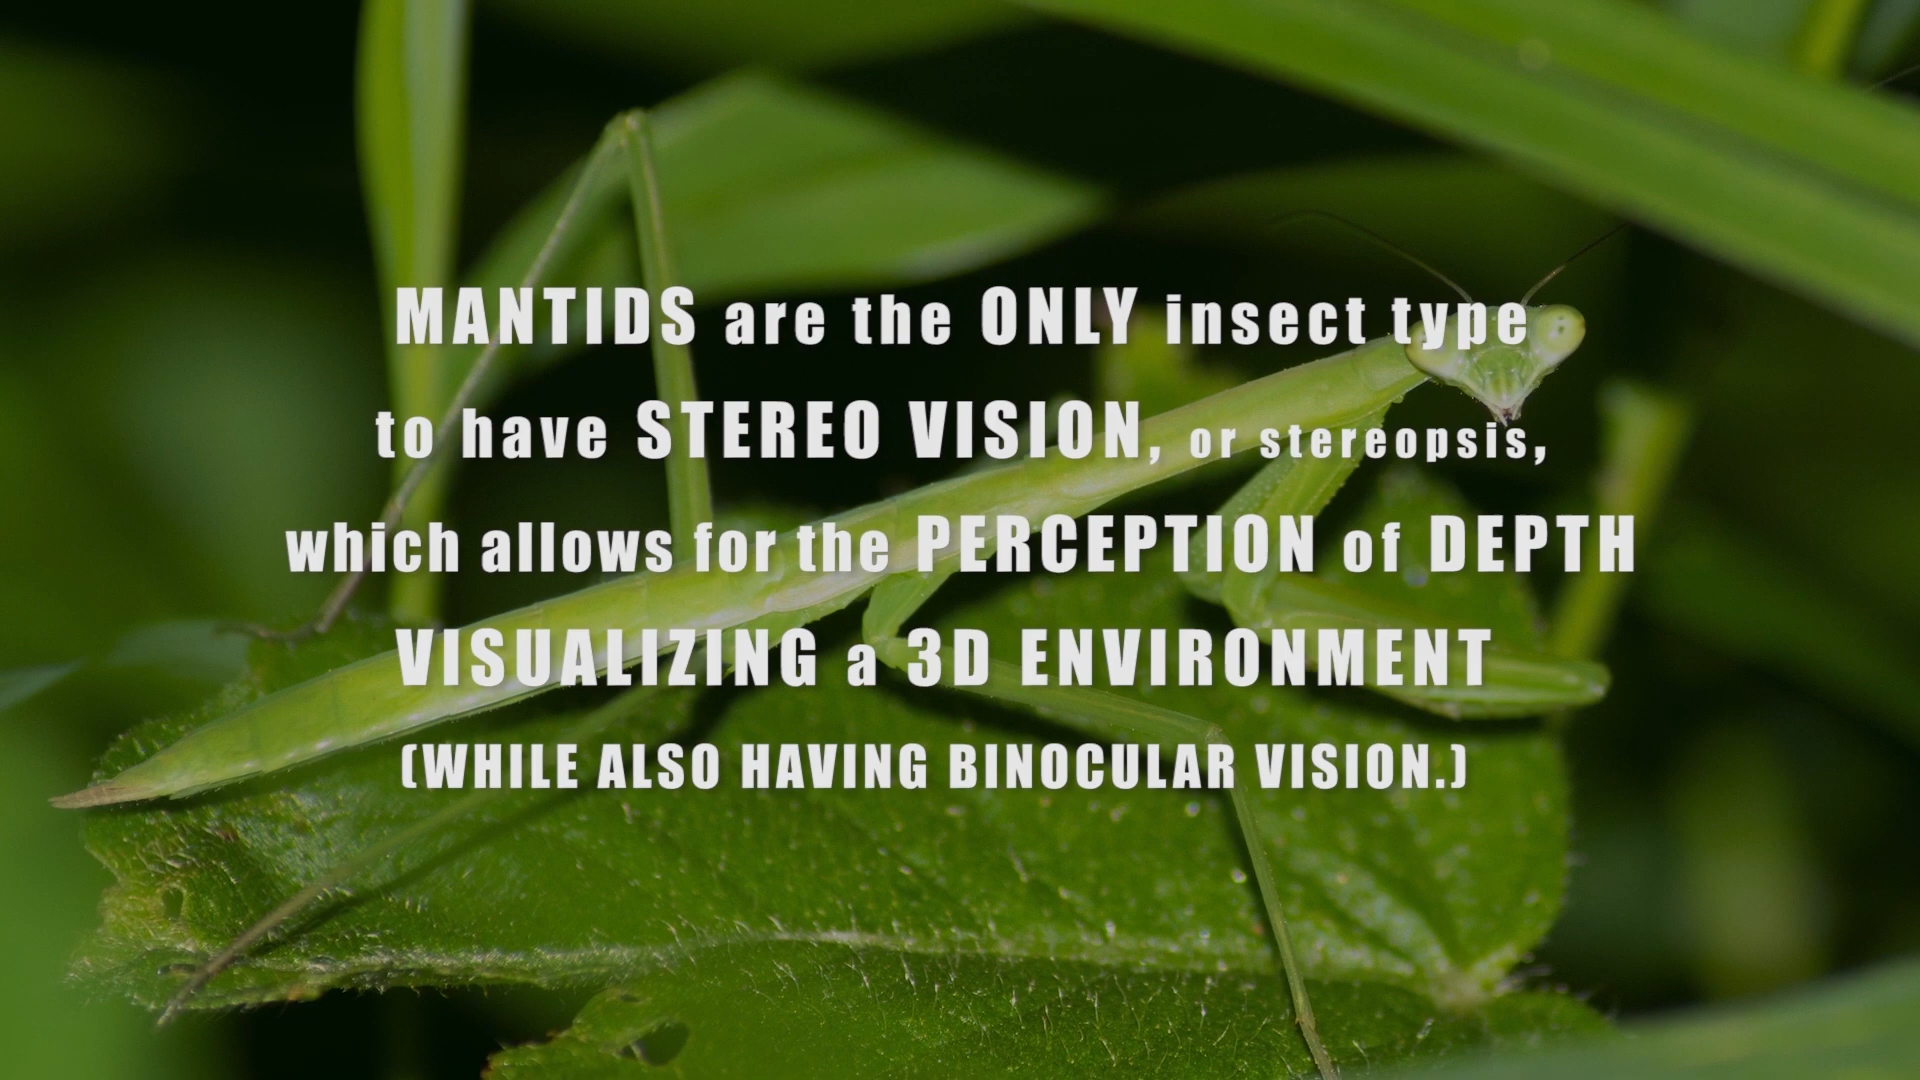 MANTIDS are the ONLY insect type
to have STEREO VISION, or stereopsis,
which allows for the PERCEPTION of DEPTH
VISUALIZING a 3D ENVIRONMENT
(WHILE ALSO HAVING BINOCULAR VISION.)